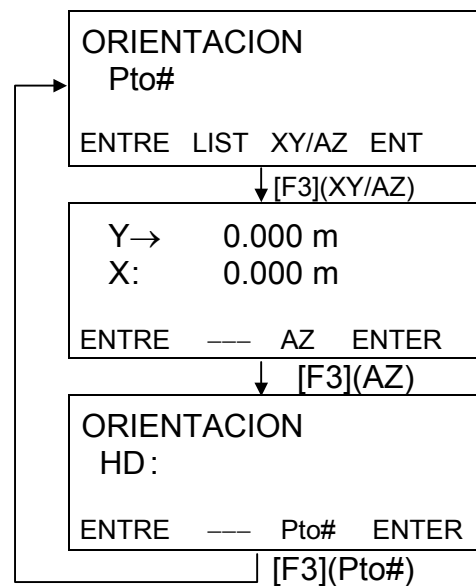 ORIENTACION
Pto#
ENTRE LIST XY/AZ ENT
[F3](XY/AZ)
Y→ 0.000 m
X: 0.000 m
ENTRE --- AZ ENTER
[F3](AZ)
ORIENTACION
HD:
ENTRE --- Pto# ENTER
[F3](Pto#)